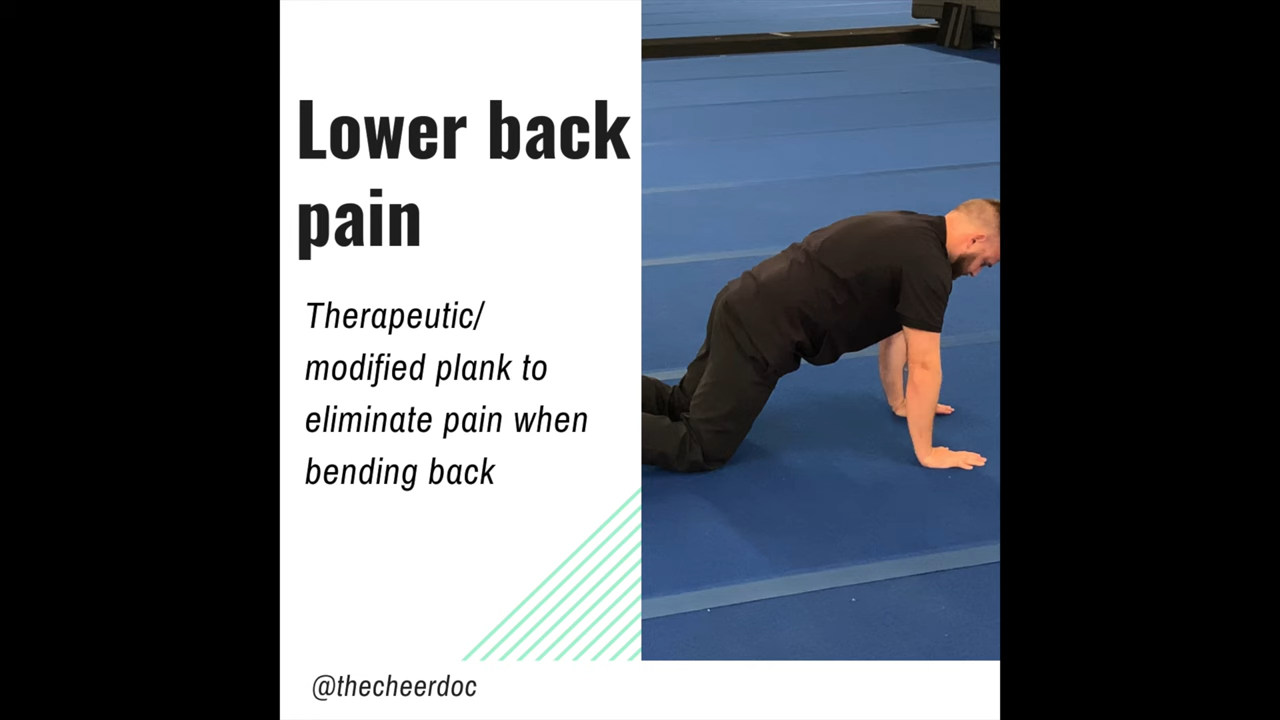 Lower back
pain
Therapeutic/
modified plank to
eliminate pain when
bending back
@thecheerdoc